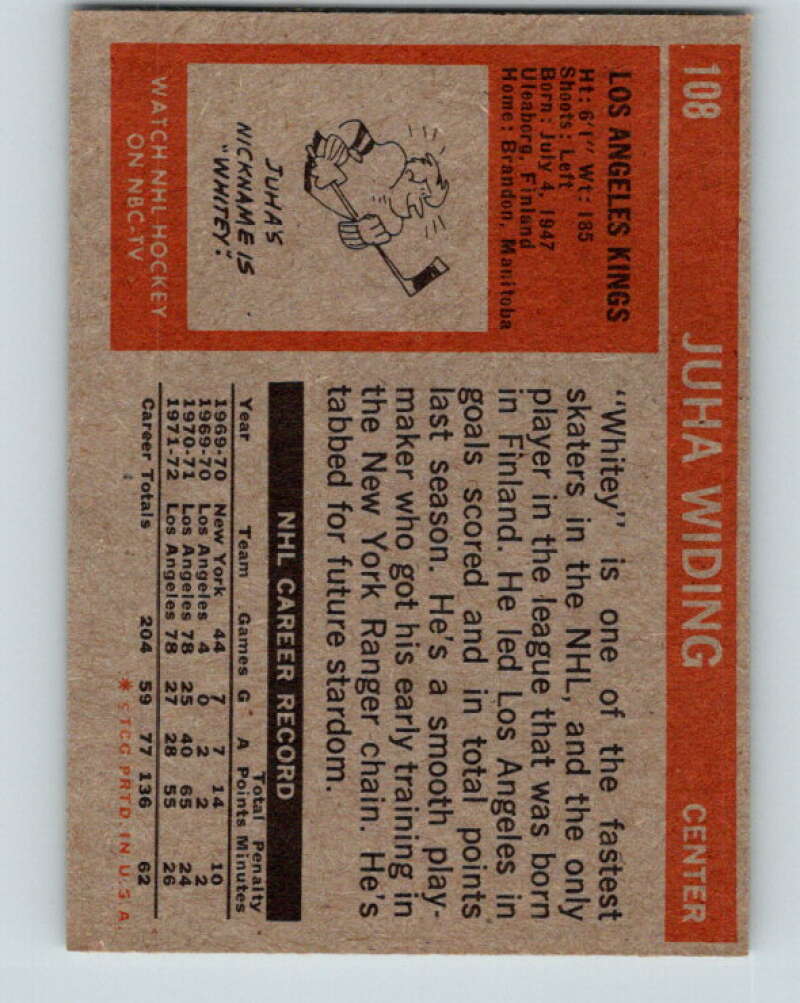 108 JUHA WIDING CENTER
LOS ANGELES KINGS
Ht: 6'1" Wt: 185
Shoots: Left
Born: July 4, 1947
Uleaborg, Finland
Home: Brandon, Manitoba
JUHA'S
NICKNAME IS
"WHITEY."
WATCH NHL HOCKEY
ON NBC-TV
"Whitey" is one of the fastest
skaters in the NHL, and the only
player in the league that was born
in Finland. He led Los Angeles in
goals scored and in total points
last season. He's a smooth play-
maker who got his early training in
the New York Ranger chain. He's
tabbed for future stardom.
NHL CAREER RECORD
Total Penalty
Year Team Games G A Points Minutes
1969-70 New York 44 7 7 14 10
1969-70 Los Angeles 4 0 2 2 2
1970-71 Los Angeles 78 25 40 65 24
1971-72 Los Angeles 78 27 28 55 26
Career Totals 204 59 77 136 62
* ©TCG PRTD. IN U.S.A.